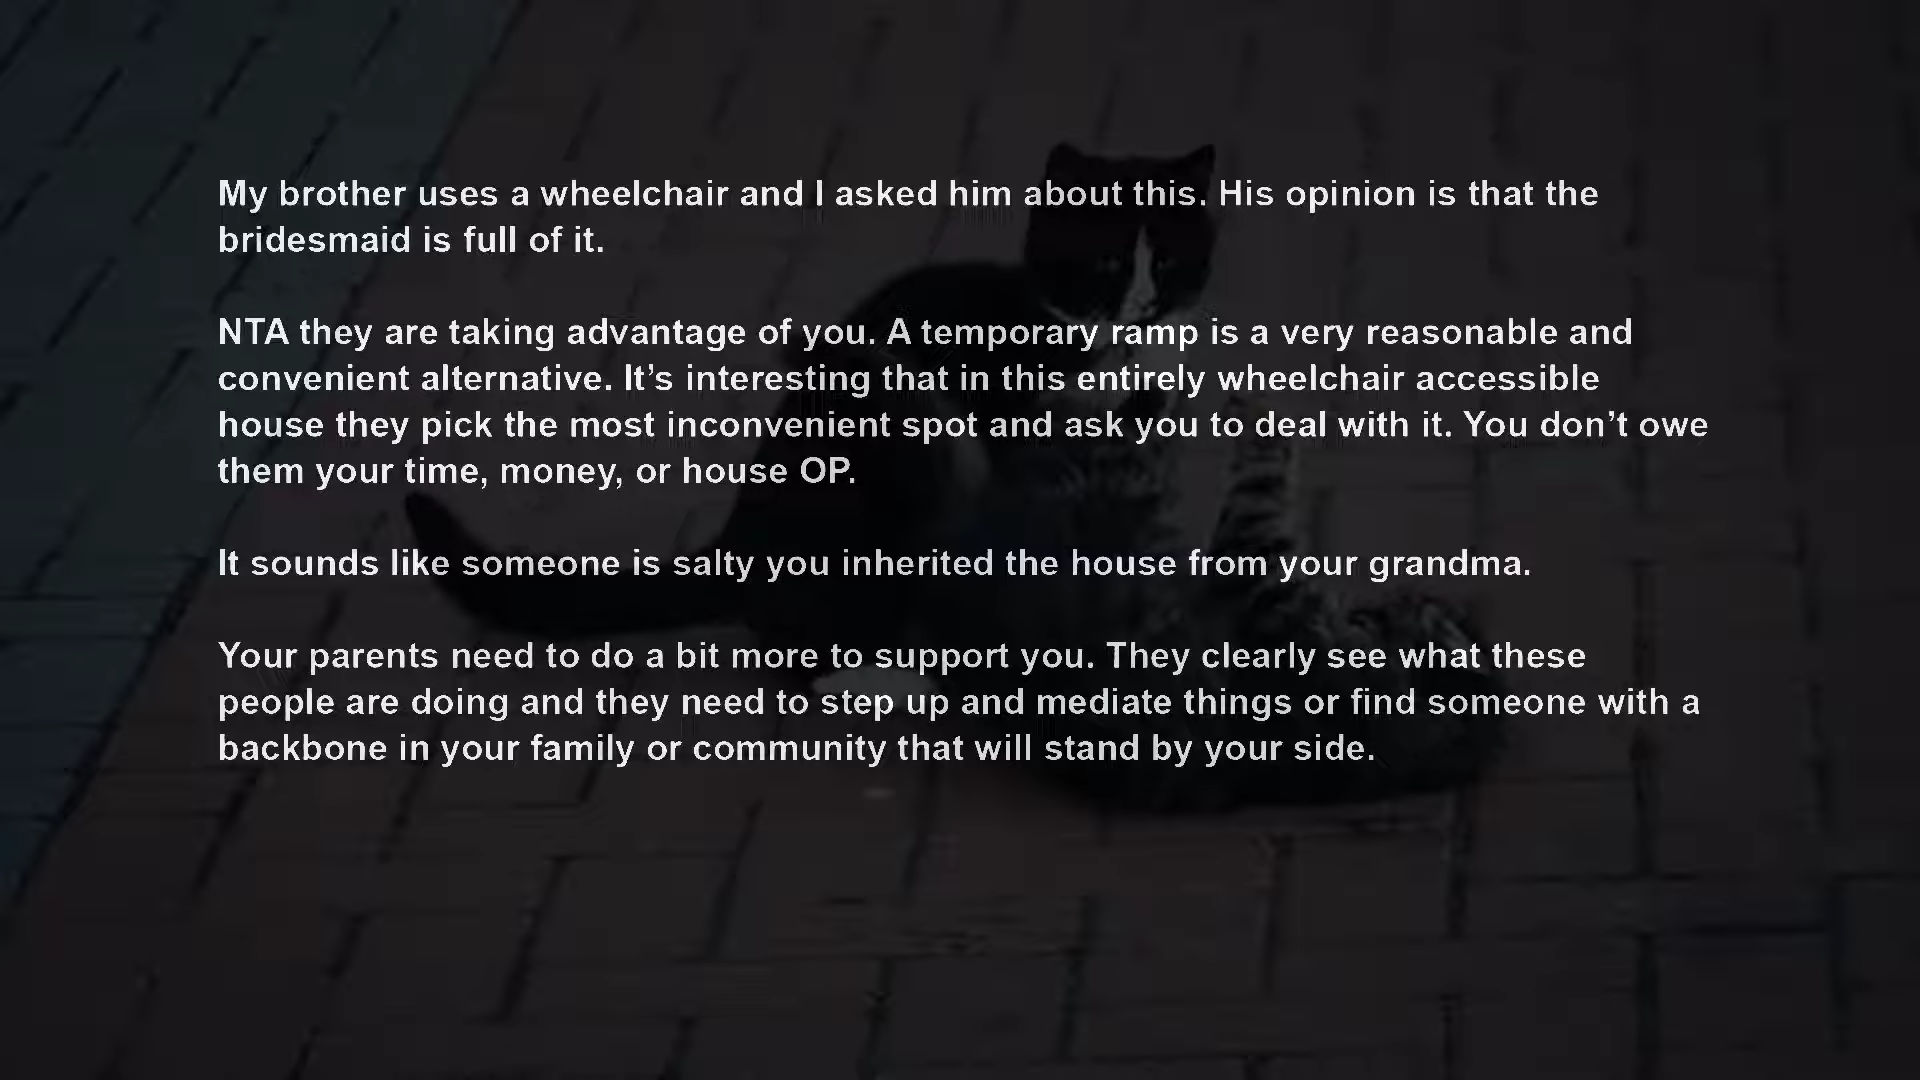 My brother uses a wheelchair and I asked him about this. His opinion is that the
bridesmaid is full of it.
NTA they are taking advantage of you. A temporary ramp is a very reasonable and
convenient alternative. It’s interesting that in this entirely wheelchair accessible
house they pick the most inconvenient spot and ask you to deal with it. You don’t owe
them your time, money, or house OP.
It sounds like someone is salty you inherited the house from your grandma.
Your parents need to do a bit more to support you. They clearly see what these
people are doing and they need to step up and mediate things or find someone with a
backbone in your family or community that will stand by your side.